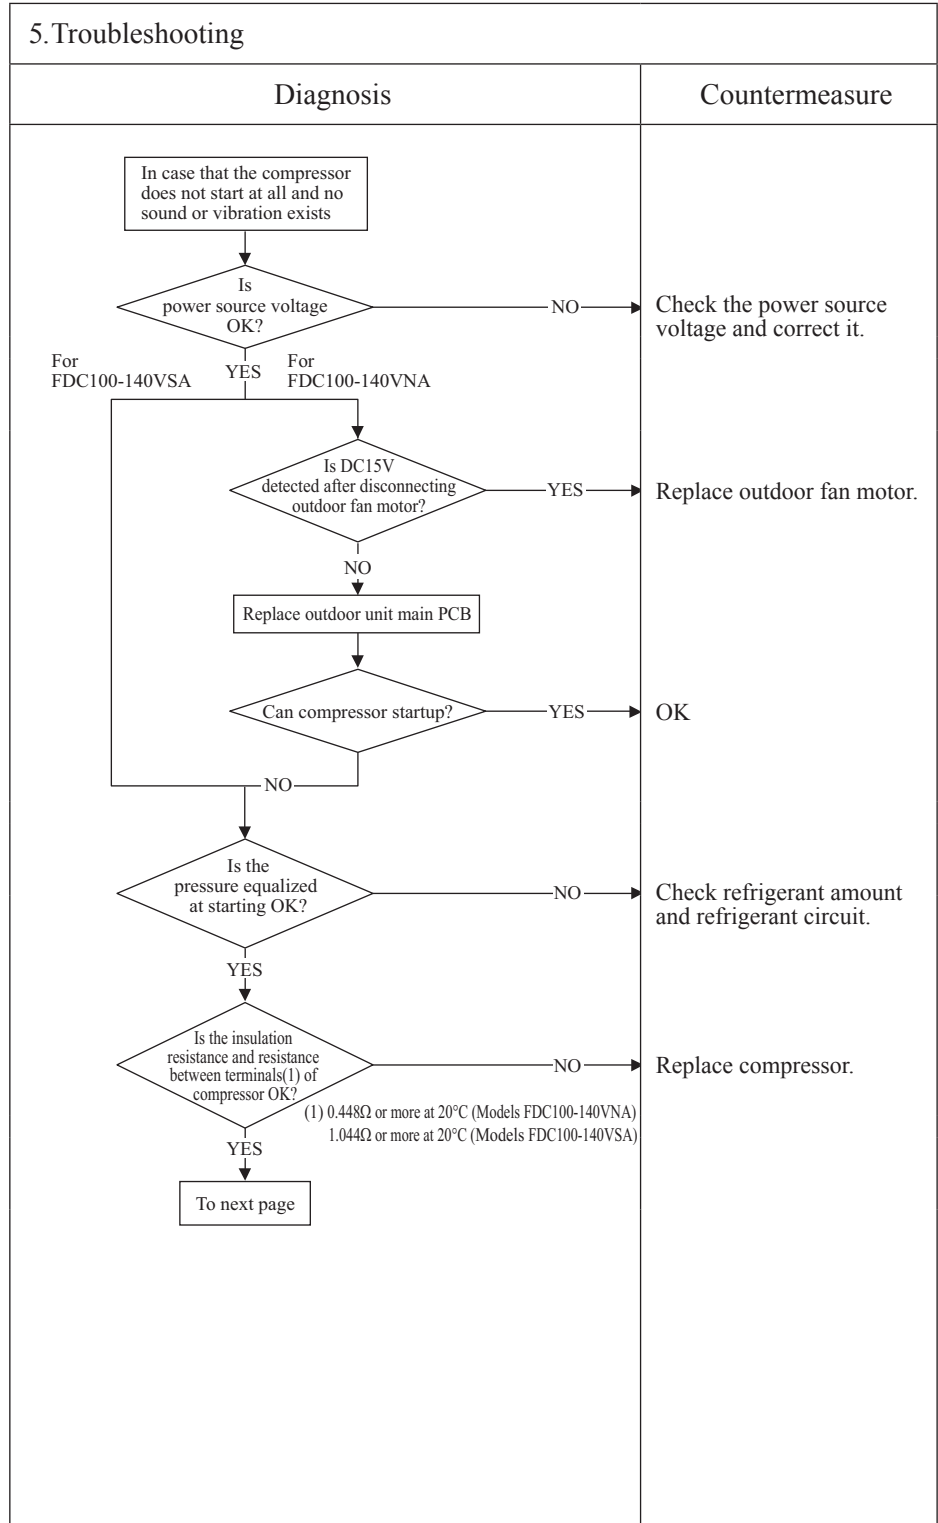 5.Troubleshooting
Diagnosis
Countermeasure
In case that the compressor
does not start at all and no
sound or vibration exists
Is
power source voltage
OK?
NO
Check the power source
voltage and correct it.
For
FDC100-140VSA
YES
For
FDC100-140VNA
Is DC15V
detected after disconnecting
outdoor fan motor?
YES
Replace outdoor fan motor.
NO
Replace outdoor unit main PCB
Can compressor startup?
YES
OK
NO
Is the
pressure equalized
at starting OK?
NO
Check refrigerant amount
and refrigerant circuit.
YES
Is the insulation
resistance and resistance
between terminals(1) of
compressor OK?
NO
Replace compressor.
(1) 0.448Ω or more at 20°C (Models FDC100-140VNA)
1.044Ω or more at 20°C (Models FDC100-140VSA)
YES
To next page